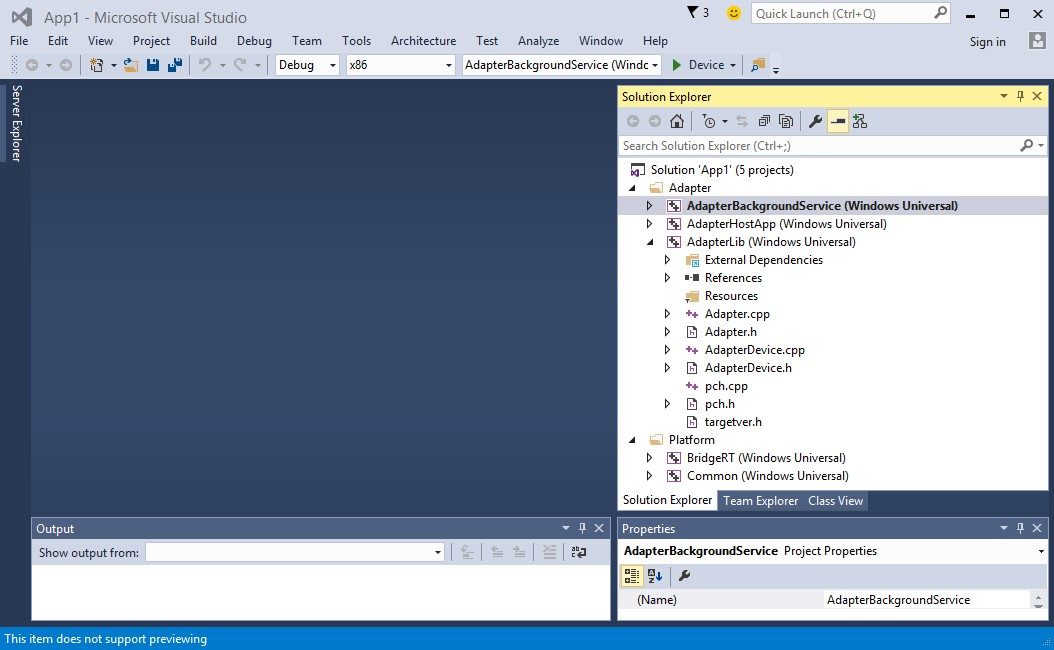 App1 - Microsoft Visual Studio
3
Quick Launch (Ctrl+Q)
File Edit View Project Build Debug Team Tools Architecture Test Analyze Window Help
Sign in
Debug
x86
AdapterBackgroundService (Windc
Device
Server Explorer
Solution Explorer
Search Solution Explorer (Ctrl+;)
Solution 'App1' (5 projects)
Adapter
AdapterBackgroundService (Windows Universal)
AdapterHostApp (Windows Universal)
AdapterLib (Windows Universal)
External Dependencies
References
Resources
Adapter.cpp
Adapter.h
AdapterDevice.cpp
AdapterDevice.h
pch.cpp
pch.h
targetver.h
Platform
BridgeRT (Windows Universal)
Common (Windows Universal)
Solution Explorer Team Explorer Class View
Output
Show output from:
Properties
AdapterBackgroundService Project Properties
(Name) AdapterBackgroundService
This item does not support previewing